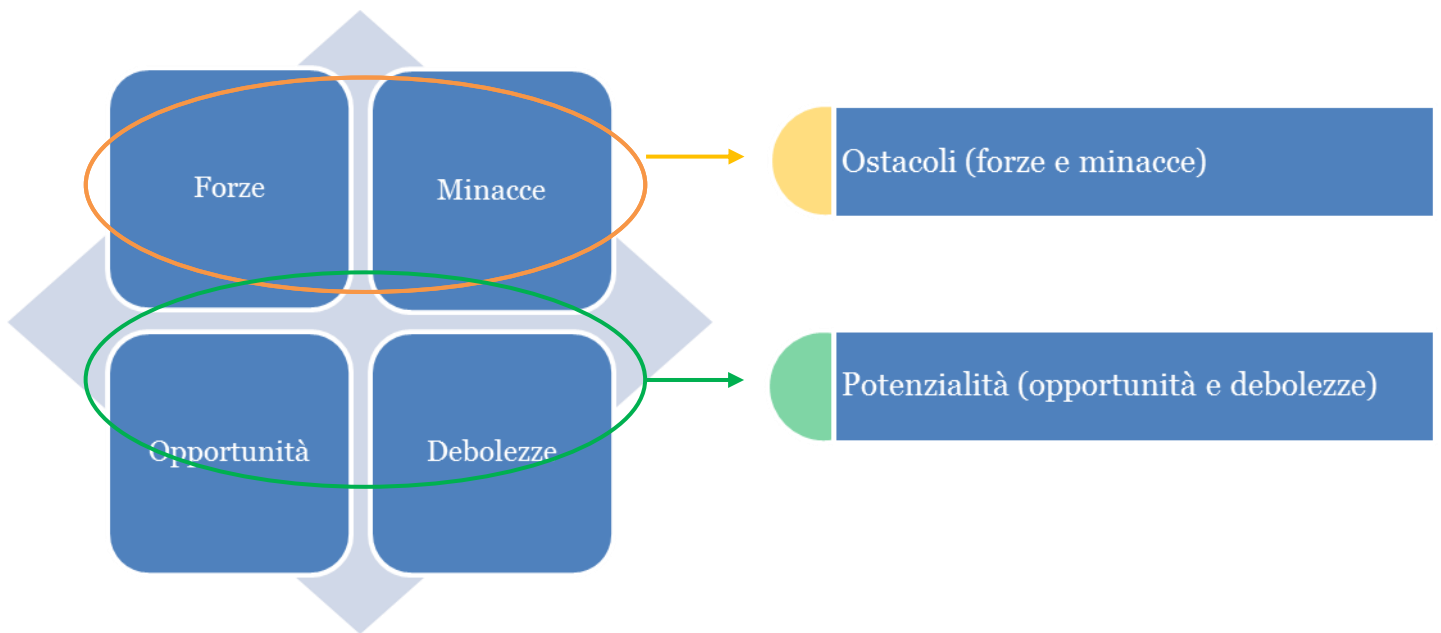 Forze
Minacce
Opportunità
Debolezze
Ostacoli (forze e minacce)
Potenzialità (opportunità e debolezze)